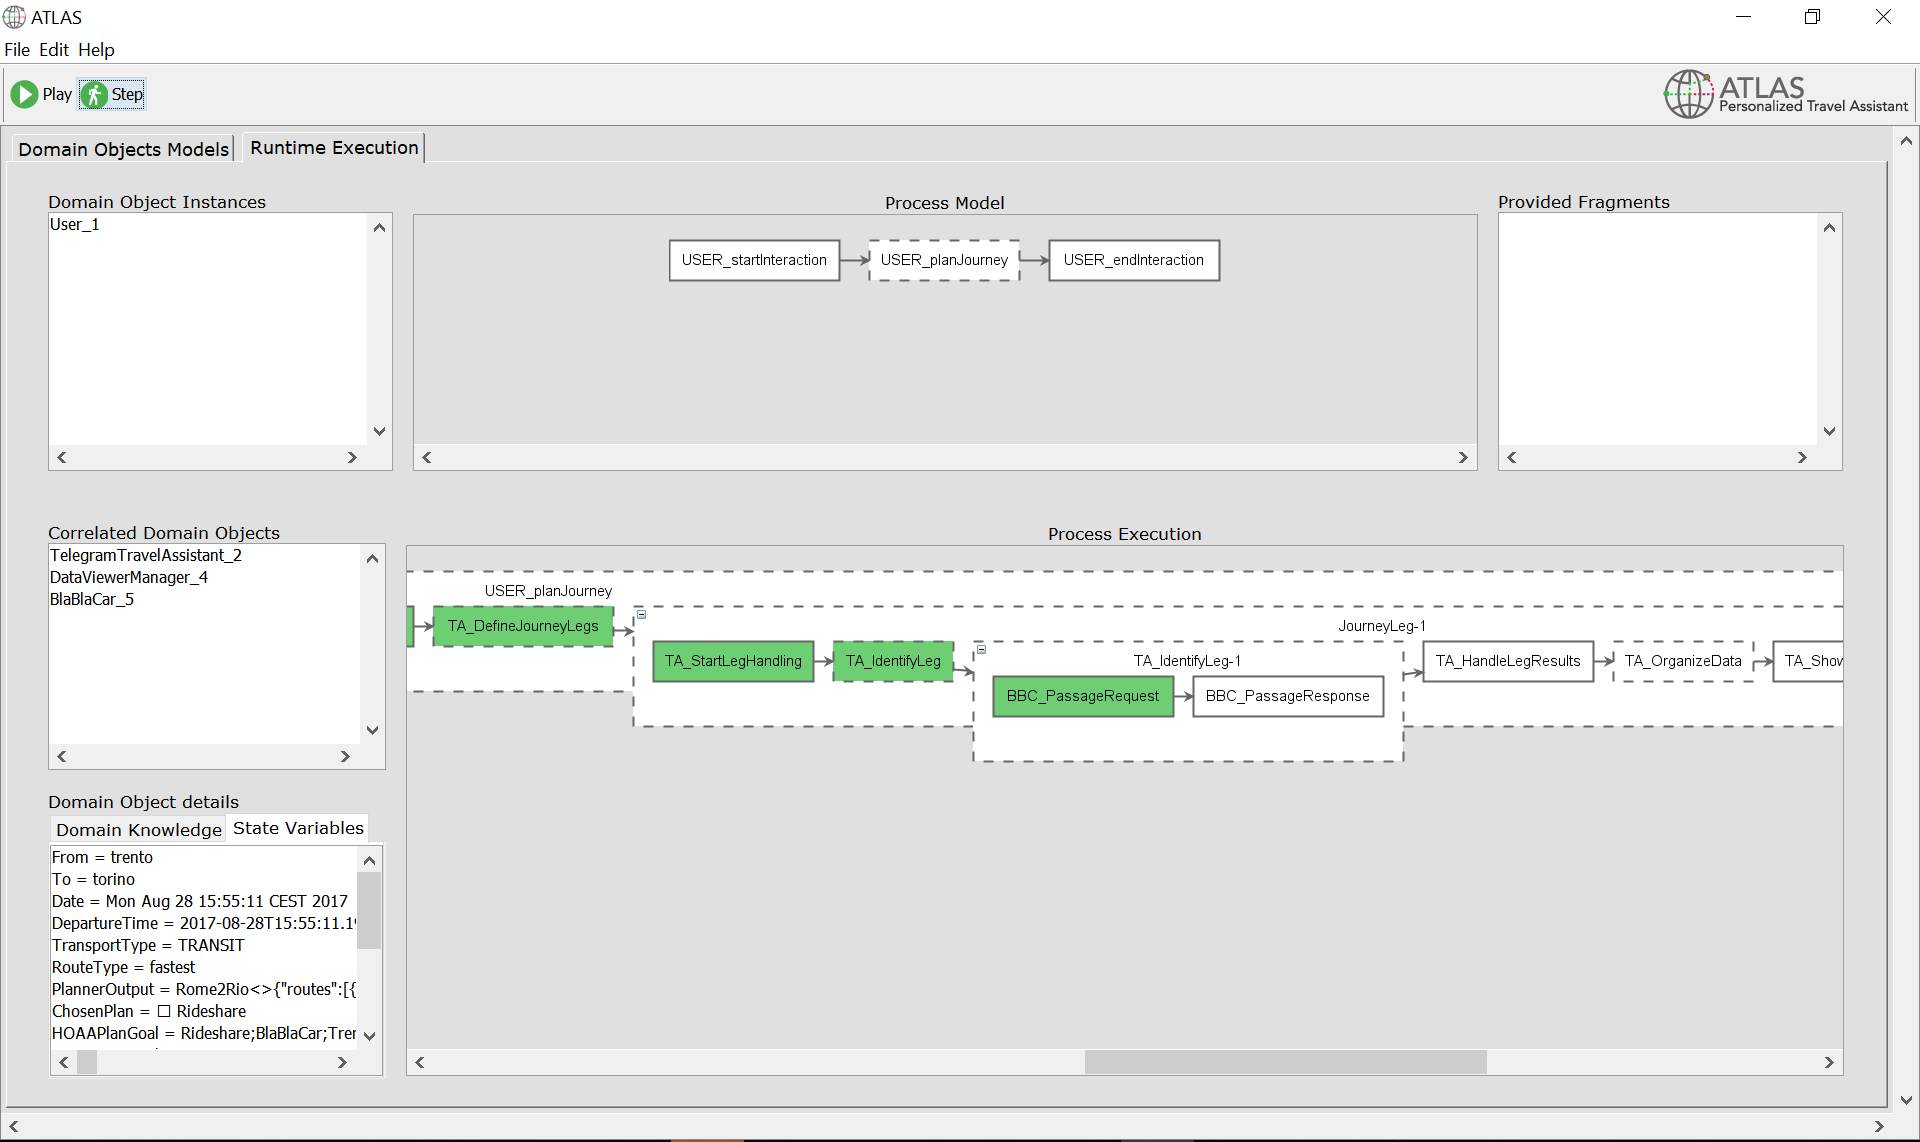 ATLAS
File Edit Help
Play Step
ATLAS
Personalized Travel Assistant
Domain Objects Models Runtime Execution
Domain Object Instances
User_1
Process Model
USER_startInteraction USER_planJourney USER_endInteraction
Provided Fragments
Correlated Domain Objects
TelegramTravelAssistant_2
DataViewerManager_4
BlaBlaCar_5
Process Execution
USER_planJourney
TA_DefineJourneyLegs
JourneyLeg-1
TA_StartLegHandling TA_IdentifyLeg
TA_IdentifyLeg-1
BBC_PassageRequest BBC_PassageResponse
TA_HandleLegResults TA_OrganizeData TA_Shov
Domain Object details
Domain Knowledge State Variables
From = trento
To = torino
Date = Mon Aug 28 15:55:11 CEST 2017
DepartureTime = 2017-08-28T15:55:11.1
TransportType = TRANSIT
RouteType = fastest
PlannerOutput = Rome2Rio<>{"routes":[{
ChosenPlan = ☐ Rideshare
HOAAPlanGoal = Rideshare;BlaBlaCar;Trer